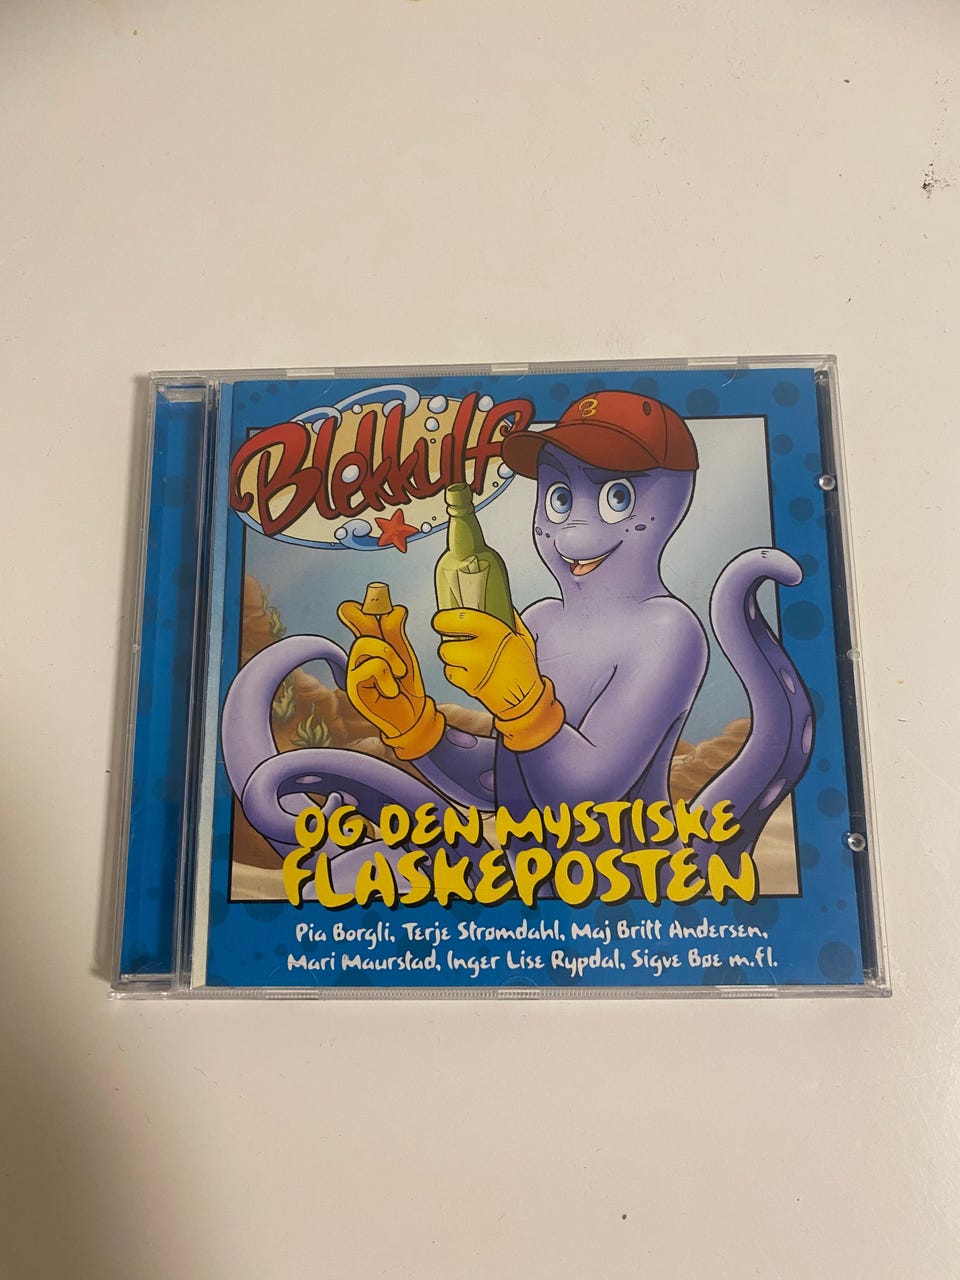 Blekkulf
B
OG DEN MYSTISKE
FLASKEPOSTEN
Pia Borgli, Terje Strømdahl, Maj Britt Andersen,
Mari Maurstad, Inger Lise Rypdal, Sigve Bøe m.fl.